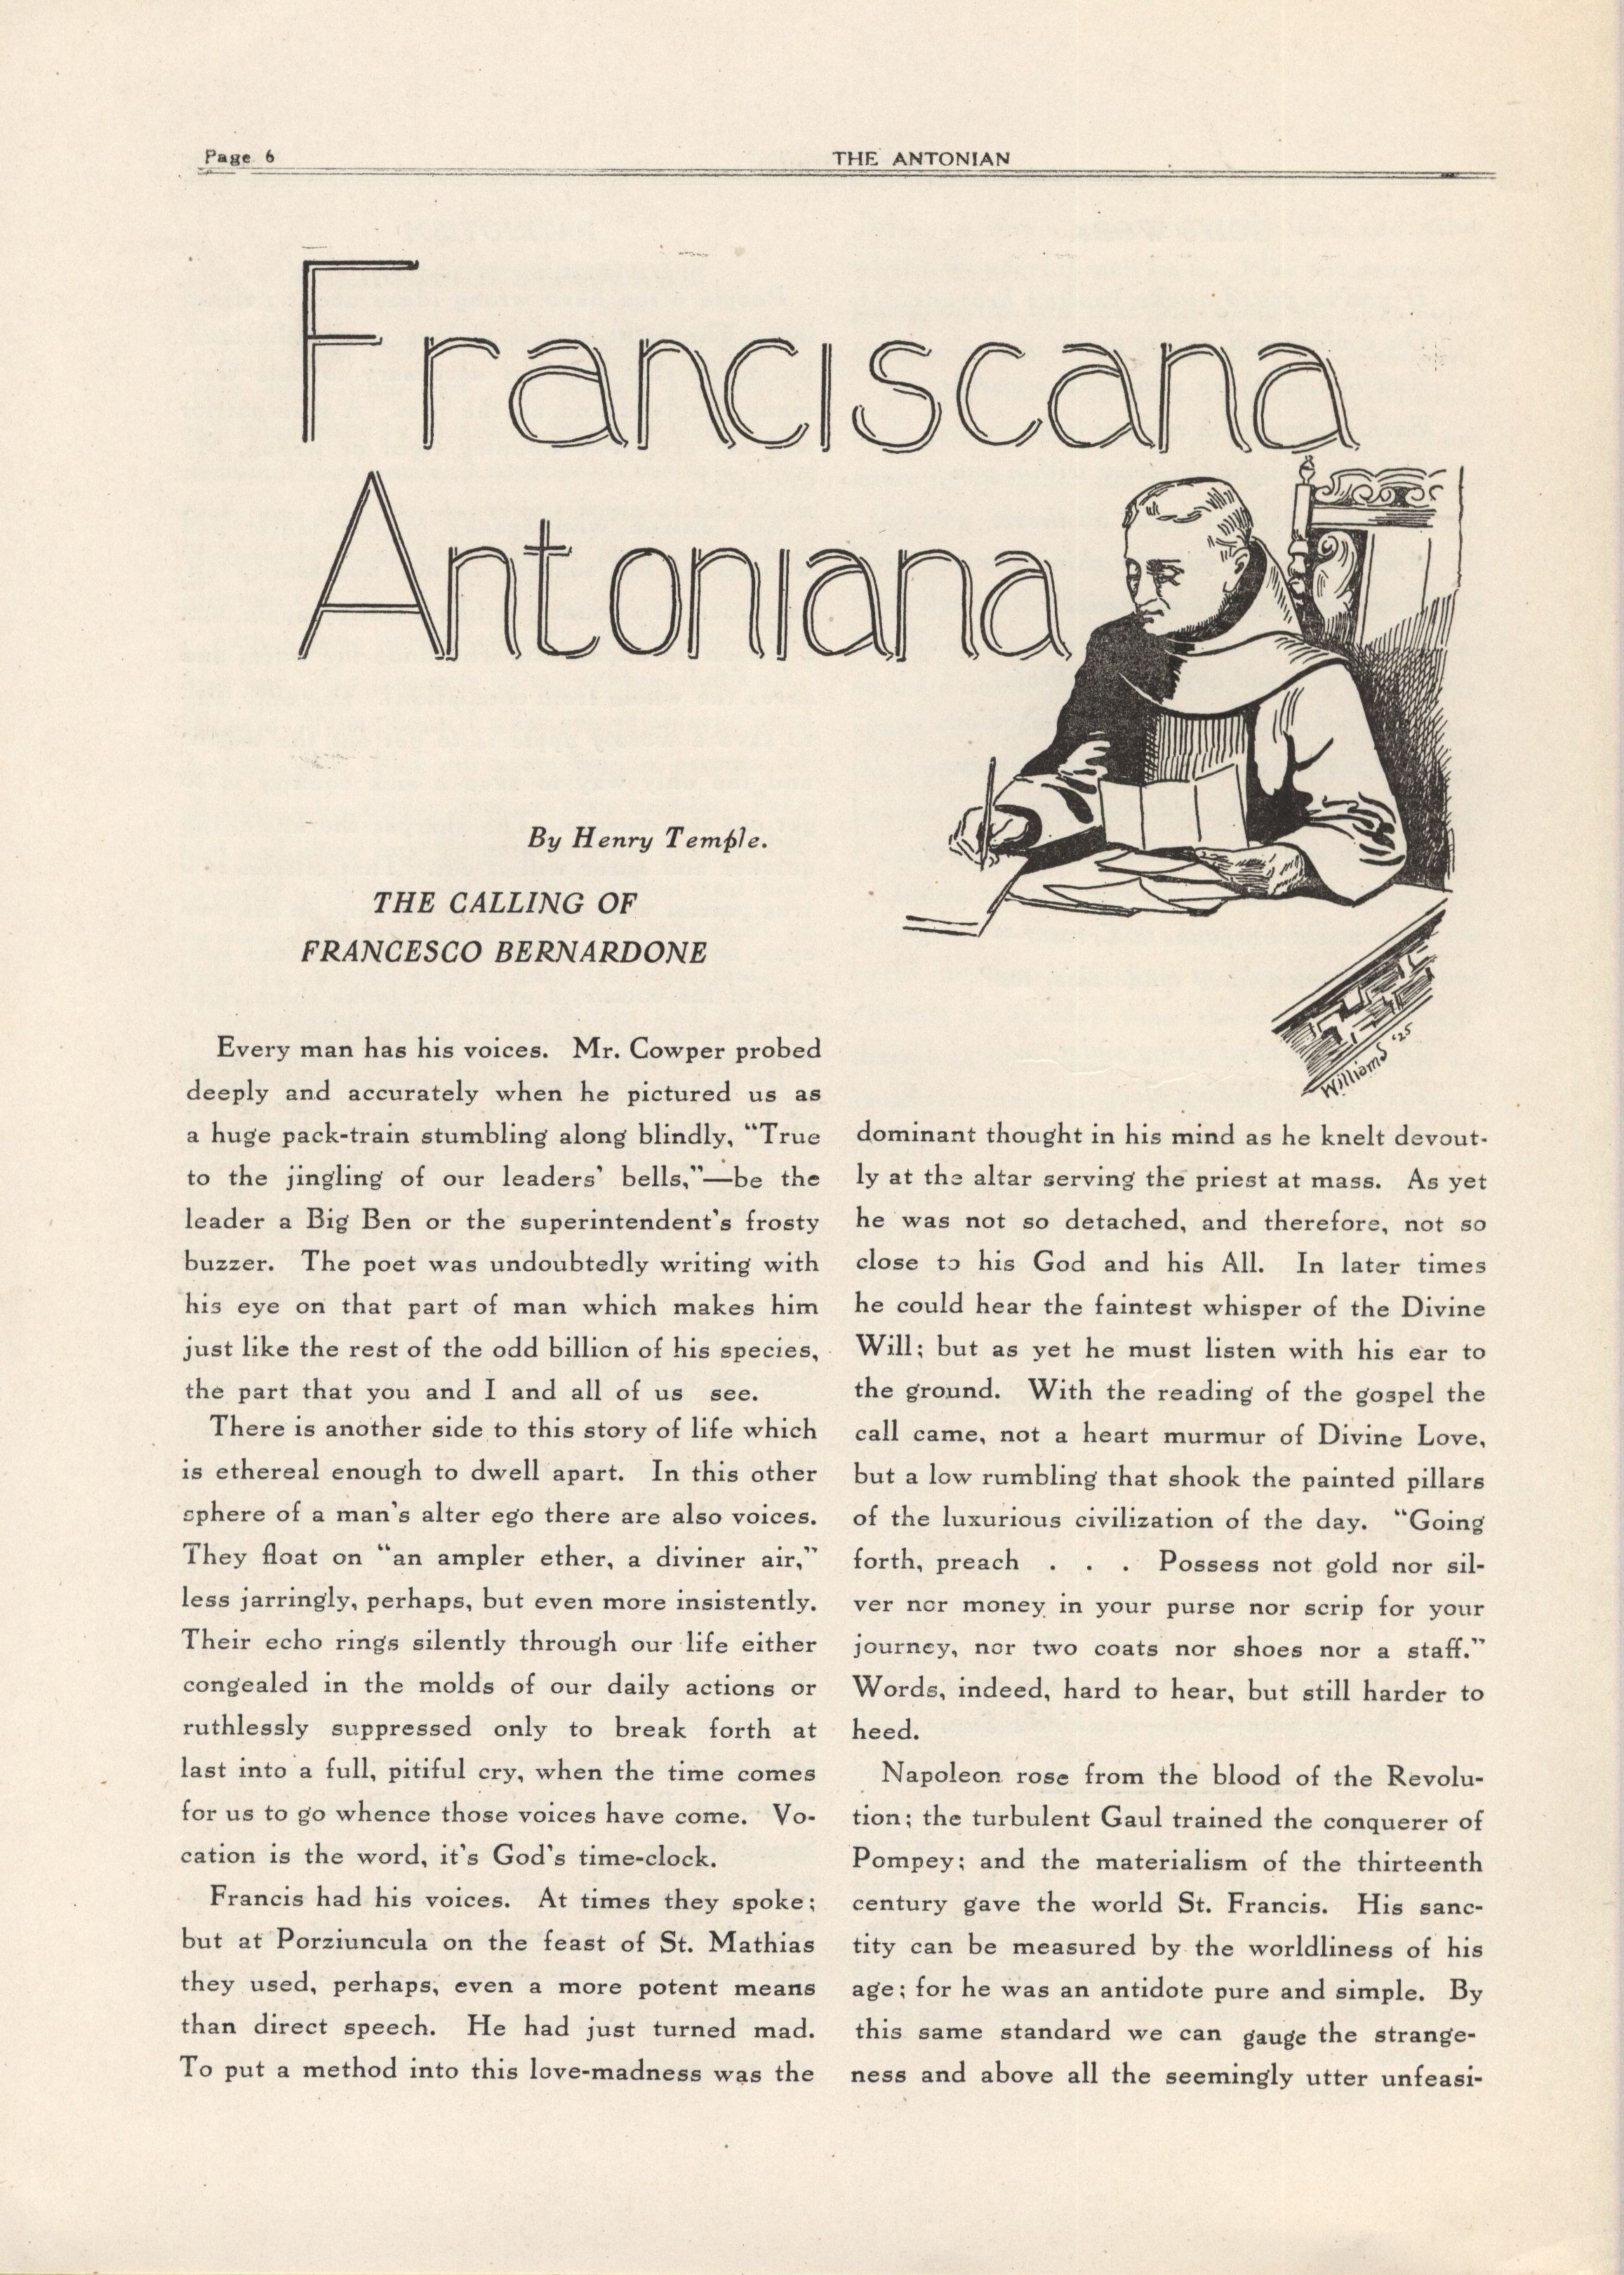 Page 6
THE ANTONIAN
Franciscana
Antoniana
By Henry Temple.
THE CALLING OF
FRANCESCO BERNARDONE
Every man has his voices. Mr. Cowper probed
deeply and accurately when he pictured us as
a huge pack-train stumbling along blindly, “True
to the jingling of our leaders’ bells,”—be the
leader a Big Ben or the superintendent’s frosty
buzzer. The poet was undoubtedly writing with
his eye on that part of man which makes him
just like the rest of the odd billion of his species,
the part that you and I and all of us see.
There is another side to this story of life which
is ethereal enough to dwell apart. In this other
sphere of a man’s alter ego there are also voices.
They float on “an ampler ether, a diviner air,”
less jarringly, perhaps, but even more insistently.
Their echo rings silently through our life either
congealed in the molds of our daily actions or
ruthlessly suppressed only to break forth at
last into a full, pitiful cry, when the time comes
for us to go whence those voices have come. Vo-
cation is the word, it’s God’s time-clock.
Francis had his voices. At times they spoke;
but at Porziuncula on the feast of St. Mathias
they used, perhaps, even a more potent means
than direct speech. He had just turned mad.
To put a method into this love-madness was the
Williams '25
dominant thought in his mind as he knelt devout-
ly at the altar serving the priest at mass. As yet
he was not so detached, and therefore, not so
close to his God and his All. In later times
he could hear the faintest whisper of the Divine
Will; but as yet he must listen with his ear to
the ground. With the reading of the gospel the
call came, not a heart murmur of Divine Love,
but a low rumbling that shook the painted pillars
of the luxurious civilization of the day. “Going
forth, preach . . . Possess not gold nor sil-
ver nor money in your purse nor scrip for your
journey, nor two coats nor shoes nor a staff.”
Words, indeed, hard to hear, but still harder to
heed.
Napoleon rose from the blood of the Revolu-
tion; the turbulent Gaul trained the conquerer of
Pompey; and the materialism of the thirteenth
century gave the world St. Francis. His sanc-
tity can be measured by the worldliness of his
age; for he was an antidote pure and simple. By
this same standard we can gauge the strange-
ness and above all the seemingly utter unfeasi-